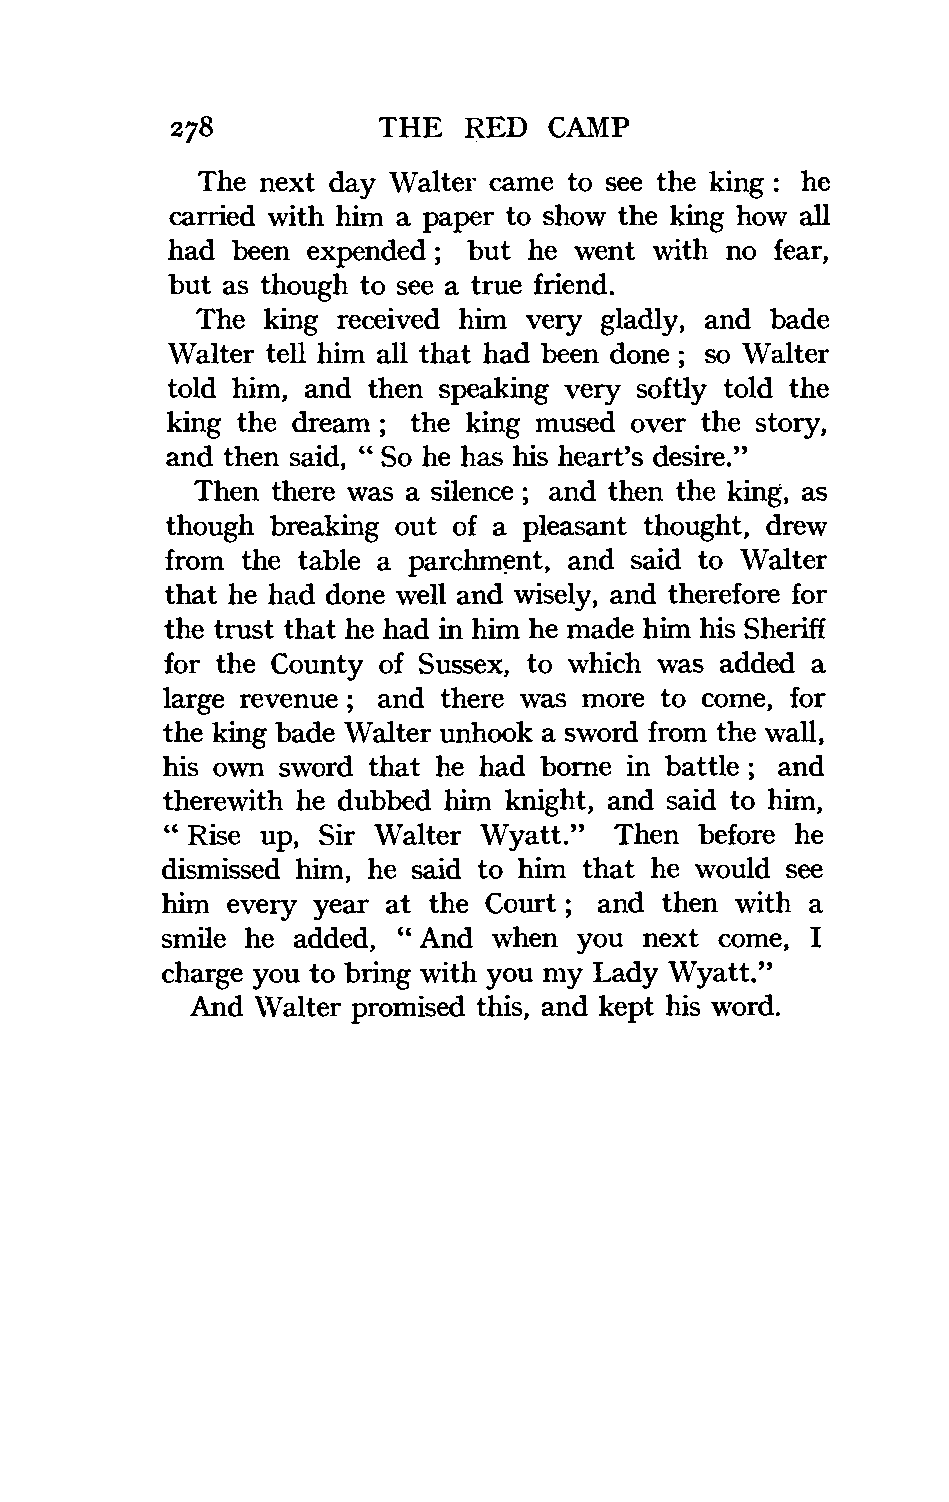 278 THE RED CAMP
The next day Walter came to see the king : he
carried with him a paper to show the king how all
had been expended ; but he went with no fear,
but as though to see a true friend.
The king received him very gladly, and bade
Walter tell him all that had been done ; so Walter
told him, and then speaking very softly told the
king the dream ; the king mused over the story,
and then said, “ So he has his heart’s desire.”
Then there was a silence ; and then the king, as
though breaking out of a pleasant thought, drew
from the table a parchment, and said to Walter
that he had done well and wisely, and therefore for
the trust that he had in him he made him his Sheriff
for the County of Sussex, to which was added a
large revenue ; and there was more to come, for
the king bade Walter unhook a sword from the wall,
his own sword that he had borne in battle ; and
therewith he dubbed him knight, and said to him,
“ Rise up, Sir Walter Wyatt.” Then before he
dismissed him, he said to him that he would see
him every year at the Court ; and then with a
smile he added, “ And when you next come, I
charge you to bring with you my Lady Wyatt.”
And Walter promised this, and kept his word.